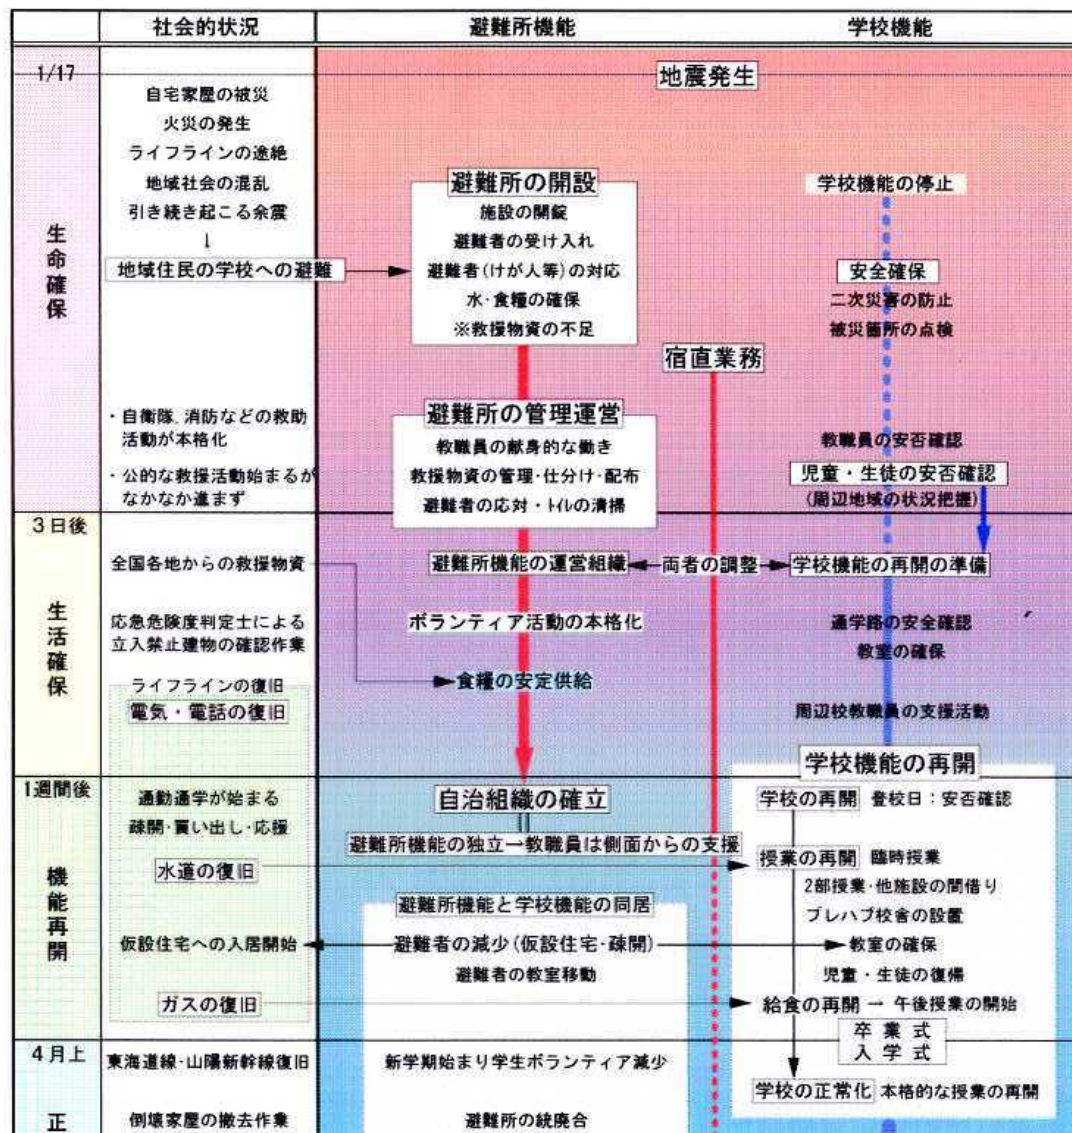 社会的状況
避難所機能
学校機能
1/17
地震発生
生命確保
自宅家屋の被災
火災の発生
ライフラインの途絶
地域社会の混乱
引き続き起こる余震
↓
地域住民の学校への避難
避難所の開設
施設の開錠
避難者の受け入れ
避難者(けが人等)の対応
水・食糧の確保
※救援物資の不足
学校機能の停止
安全確保
二次災害の防止
被災箇所の点検
宿直業務
・自衛隊、消防などの救助
活動が本格化
・公的な救援活動始まるが
なかなか進まず
避難所の管理運営
教職員の献身的な働き
救援物資の管理・仕分け・配布
避難者の応対・トイレの清掃
教職員の安否確認
児童・生徒の安否確認
(周辺地域の状況把握)
3日後
生活確保
全国各地からの救援物資
応急危険度判定士による
立入禁止建物の確認作業
ライフラインの復旧
電気・電話の復旧
避難所機能の運営組織
両者の調整
学校機能の再開の準備
ボランティア活動の本格化
食糧の安定供給
通学路の安全確認
教室の確保
周辺校教職員の支援活動
学校機能の再開
1週間後
機能再開
通勤通学が始まる
疎開・買い出し・応援
水道の復旧
仮設住宅への入居開始
ガスの復旧
自治組織の確立
避難所機能の独立→教職員は側面からの支援
避難所機能と学校機能の同居
避難者の減少(仮設住宅・疎開)
避難者の教室移動
学校の再開 登校日:安否確認
授業の再開 臨時授業
2部授業・他施設の間借り
プレハブ校舎の設置
教室の確保
児童・生徒の復帰
給食の再開 → 午後授業の開始
卒業式
入学式
4月上
正
東海道線・山陽新幹線復旧
倒壊家屋の撤去作業
新学期始まり学生ボランティア減少
避難所の統廃合
学校の正常化 本格的な授業の再開